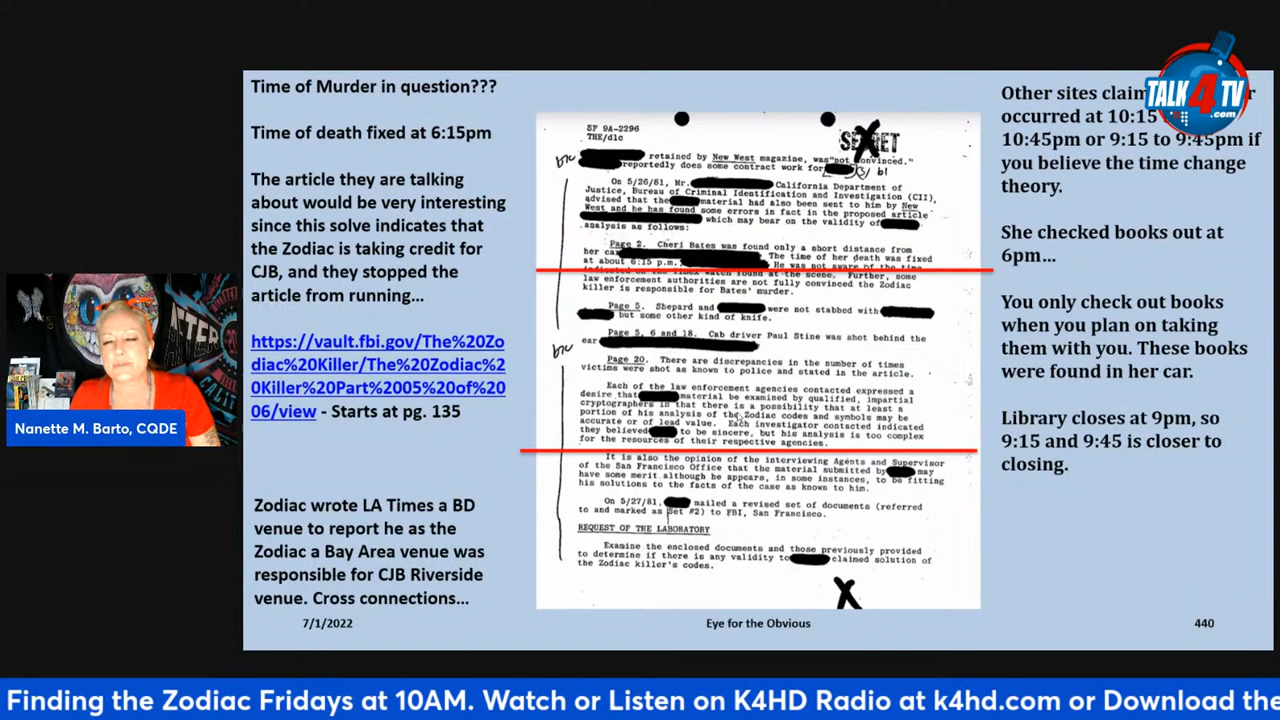 Time of Murder in question???
Time of death fixed at 6:15pm
The article they are talking
about would be very interesting
since this solve indicates that
the Zodiac is taking credit for
CJB, and they stopped the
article from running...
https://vault.fbi.gov/The%20Zo
diac%20Killer/The%20Zodiac%2
0Killer%20Part%2005%20of%20
06/view - Starts at pg. 135
Zodiac wrote LA Times a BD
venue to report he as the
Zodiac a Bay Area venue was
responsible for CJB Riverside
venue. Cross connections...
7/1/2022
SF 9A-2296
THE/dlc
SECRET
retained by New West magazine, was "not convinced."
reportedly does some contract work for
b1
On 5/26/81, Mr. California Department of
Justice, Bureau of Criminal Identification and Investigation (CII),
advised that the material had also been sent to him by New
West and he has found some errors in fact in the proposed article
which may bear on the validity of
analysis as follows:
Page 2. Cheri Bates was found only a short distance from
her car The time of her death was fixed
at about 6:15 p.m. He was not aware of the time
indicated on the Timex watch found at the scene. Further, some
law enforcement authorities are not fully convinced the Zodiac
killer is responsible for Bates' murder.
Page 5. Shepard and were not stabbed with
but some other kind of knife.
Page 5, 6 and 18. Cab driver Paul Stine was shot behind the
ear
Page 20. There are discrepancies in the number of times
victims were shot as known to police and stated in the article.
Each of the law enforcement agencies contacted expressed a
desire that material be examined by qualified, impartial
cryptographers in that there is a possibility that at least a
portion of his analysis of the Zodiac codes and symbols may be
accurate or of lead value. Each investigator contacted indicated
they believed to be sincere, but his analysis is too complex
for the resources of their respective agencies.
It is also the opinion of the interviewing Agents and Supervisor
of the San Francisco Office that the material submitted by may
have some merit although he appears, in some instances, to be fitting
his solutions to the facts of the case as known to him.
On 5/27/81, mailed a revised set of documents (referred
to and marked as Set #2) to FBI, San Francisco.
REQUEST OF THE LABORATORY
Examine the enclosed documents and those previously provided
to determine if there is any validity to claimed solution of
the Zodiac killer's codes.
Eye for the Obvious
Other sites claim
occurred at 10:15
10:45pm or 9:15 to 9:45pm if
you believe the time change
theory.
She checked books out at
6pm...
You only check out books
when you plan on taking
them with you. These books
were found in her car.
Library closes at 9pm, so
9:15 and 9:45 is closer to
closing.
440
TALK 4 TV
.com
AFTER
Nanette M. Barto, CQDE
Finding the Zodiac Fridays at 10AM. Watch or Listen on K4HD Radio at k4hd.com or Download the